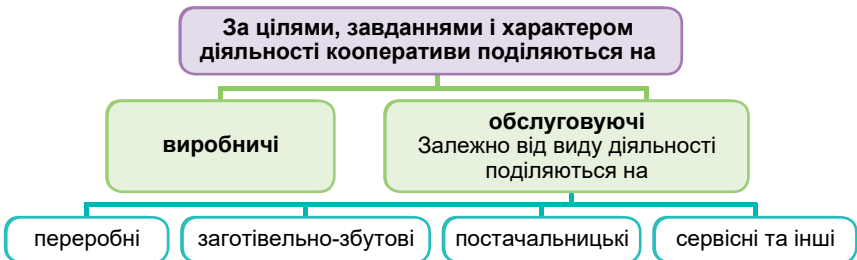 За цілями, завданнями і характером
діяльності кооперативи поділяються на
виробничі
обслуговуючі
Залежно від виду діяльності
поділяються на
переробні
заготівельно-збутові
постачальницькі
сервісні та інші